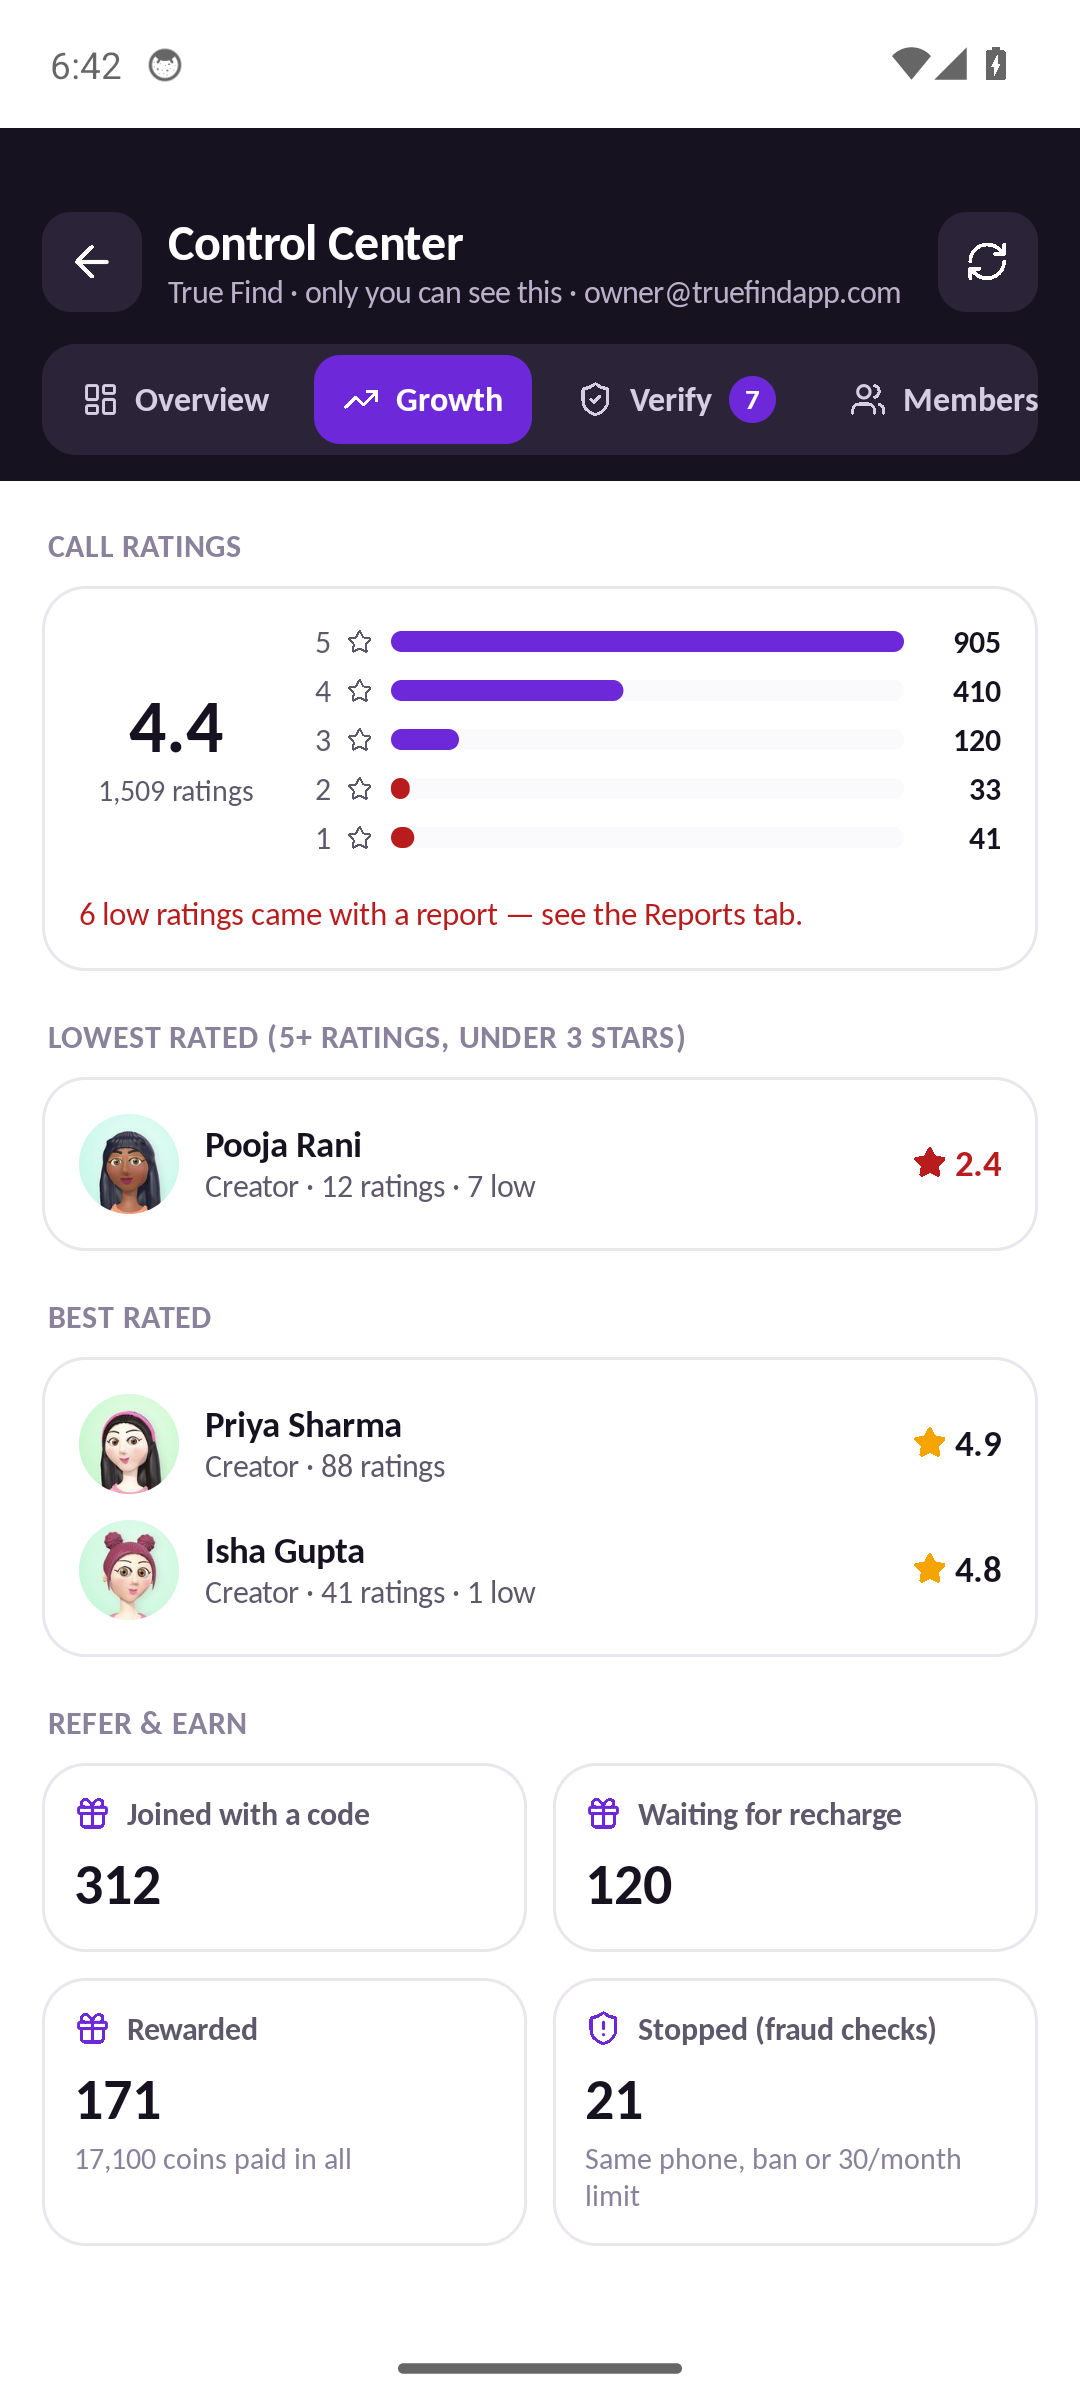 6:42
Control Center
True Find · only you can see this · owner@truefindapp.com
Overview
Growth
Verify 7
Members
CALL RATINGS
4.4
1,509 ratings
5 905
4 410
3 120
2 33
1 41
6 low ratings came with a report — see the Reports tab.
LOWEST RATED (5+ RATINGS, UNDER 3 STARS)
Pooja Rani
Creator · 12 ratings · 7 low
2.4
BEST RATED
Priya Sharma
Creator · 88 ratings
4.9
Isha Gupta
Creator · 41 ratings · 1 low
4.8
REFER & EARN
Joined with a code
312
Waiting for recharge
120
Rewarded
171
17,100 coins paid in all
Stopped (fraud checks)
21
Same phone, ban or 30/month
limit